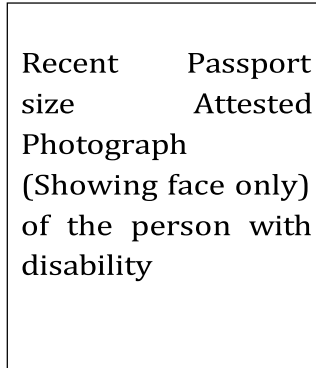 Recent Passport
size Attested
Photograph
(Showing face only)
of the person with
disability